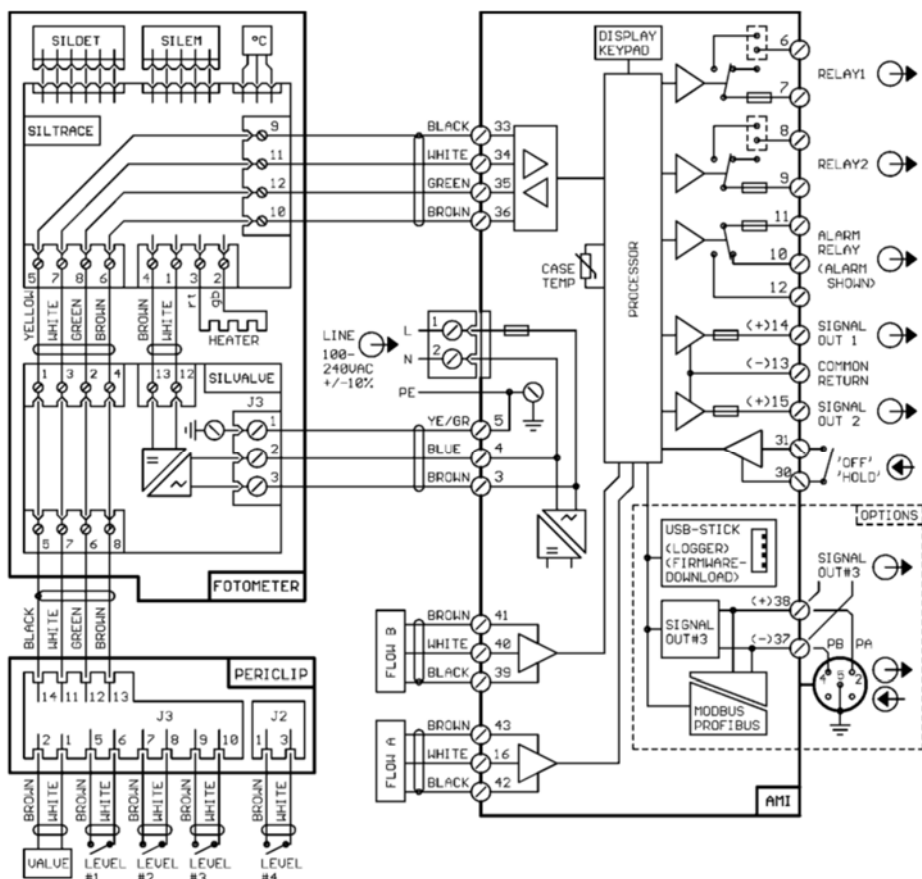 SILDET
SILEM
°C
SILTRACE
9
11
12
10
5
7
8
6
4
1
3
2
YELLOW
WHITE
GREEN
BROWN
BROWN
WHITE
rt
gb
HEATER
1
3
2
4
13
12
SILVALVE
J3
1
2
3
5
7
6
8
FOTOMETER
BLACK
WHITE
GREEN
BROWN
PERICLIP
14
11
12
13
J3
J2
2
1
5
6
7
8
9
10
1
3
BROWN
WHITE
BROWN
WHITE
BROWN
WHITE
BROWN
WHITE
BROWN
WHITE
VALVE
LEVEL
#1
LEVEL
#2
LEVEL
#3
LEVEL
#4
BLACK
33
WHITE
34
GREEN
35
BROWN
36
LINE
100-
240VAC
+/-10%
L
1
N
2
PE
YE/GR
5
BLUE
4
BROWN
3
FLOW B
BROWN
41
WHITE
40
BLACK
39
FLOW A
BROWN
43
WHITE
16
BLACK
42
DISPLAY
KEYPAD
PROCESSOR
CASE
TEMP
6
RELAY1
7
8
RELAY2
9
11
ALARM
RELAY
10
(ALARM
SHOWN)
12
(+)14
SIGNAL
OUT 1
(-)13
COMMON
RETURN
(+)15
SIGNAL
OUT 2
31
30
'OFF'
'HOLD'
OPTIONS
USB-STICK
(LOGGER)
(FIRMWARE-
DOWNLOAD)
SIGNAL
OUT#3
SIGNAL
OUT#3
(+)38
(-)37
PB
PA
4
5
2
MODBUS
PROFIBUS
AMI